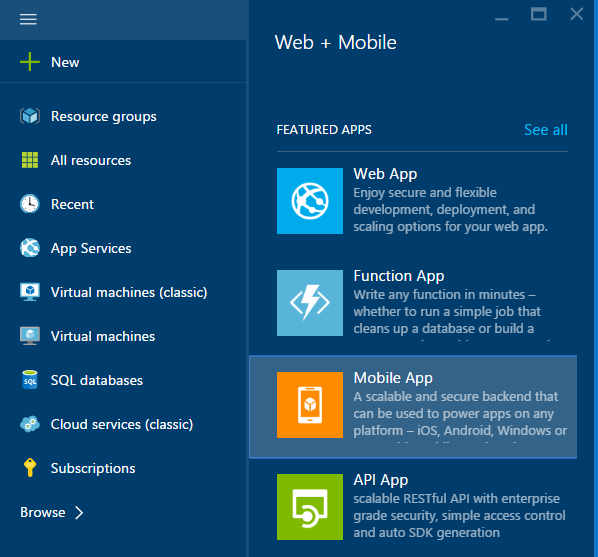 Web + Mobile
New
Resource groups
All resources
Recent
App Services
Virtual machines (classic)
Virtual machines
SQL
SQL databases
Cloud services (classic)
Subscriptions
Browe
FEATURED APPS
See all
Web App
Enjoy secure and flexible
development, deployment, and
scaling options for your web app.
Function App
Write any function in minutes –
whether to run a simple job that
cleans up a database or build a
Mobile App
A scalable and secure backend that
can be used to power apps on any
platform – iOS, Android, Windows or
API App
scalable RESTful API with enterprise
grade security, simple access control
and auto SDK generation